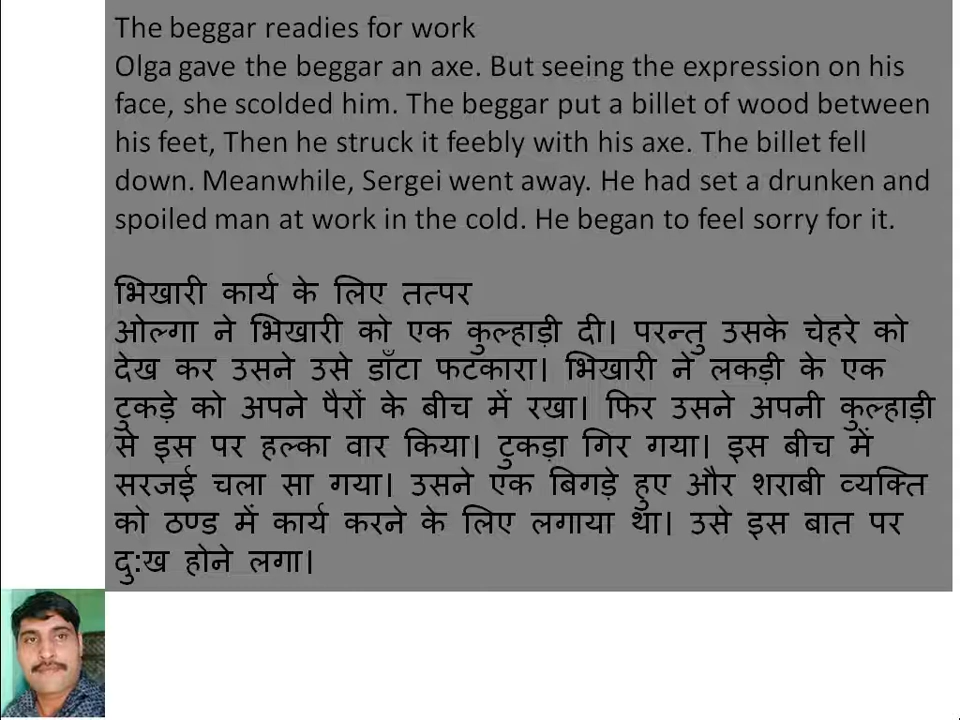 The beggar readies for work
Olga gave the beggar an axe. But seeing the expression on his
face, she scolded him. The beggar put a billet of wood between
his feet, Then he struck it feebly with his axe. The billet fell
down. Meanwhile, Sergei went away. He had set a drunken and
spoiled man at work in the cold. He began to feel sorry for it.
भिखारी कार्य के लिए तत्पर
ओल्गा ने भिखारी को एक कुल्हाड़ी दी। परन्तु उसके चेहरे को
देख कर उसने उसे डाँटा फटकारा। भिखारी ने लकड़ी के एक
टुकड़े को अपने पैरों के बीच में रखा। फिर उसने अपनी कुल्हाड़ी
से इस पर हल्का वार किया। टुकड़ा गिर गया। इस बीच में
सरजई चला सा गया। उसने एक बिगड़े हुए और शराबी व्यक्ति
को ठण्ड में कार्य करने के लिए लगाया था। उसे इस बात पर
दु:ख होने लगा।